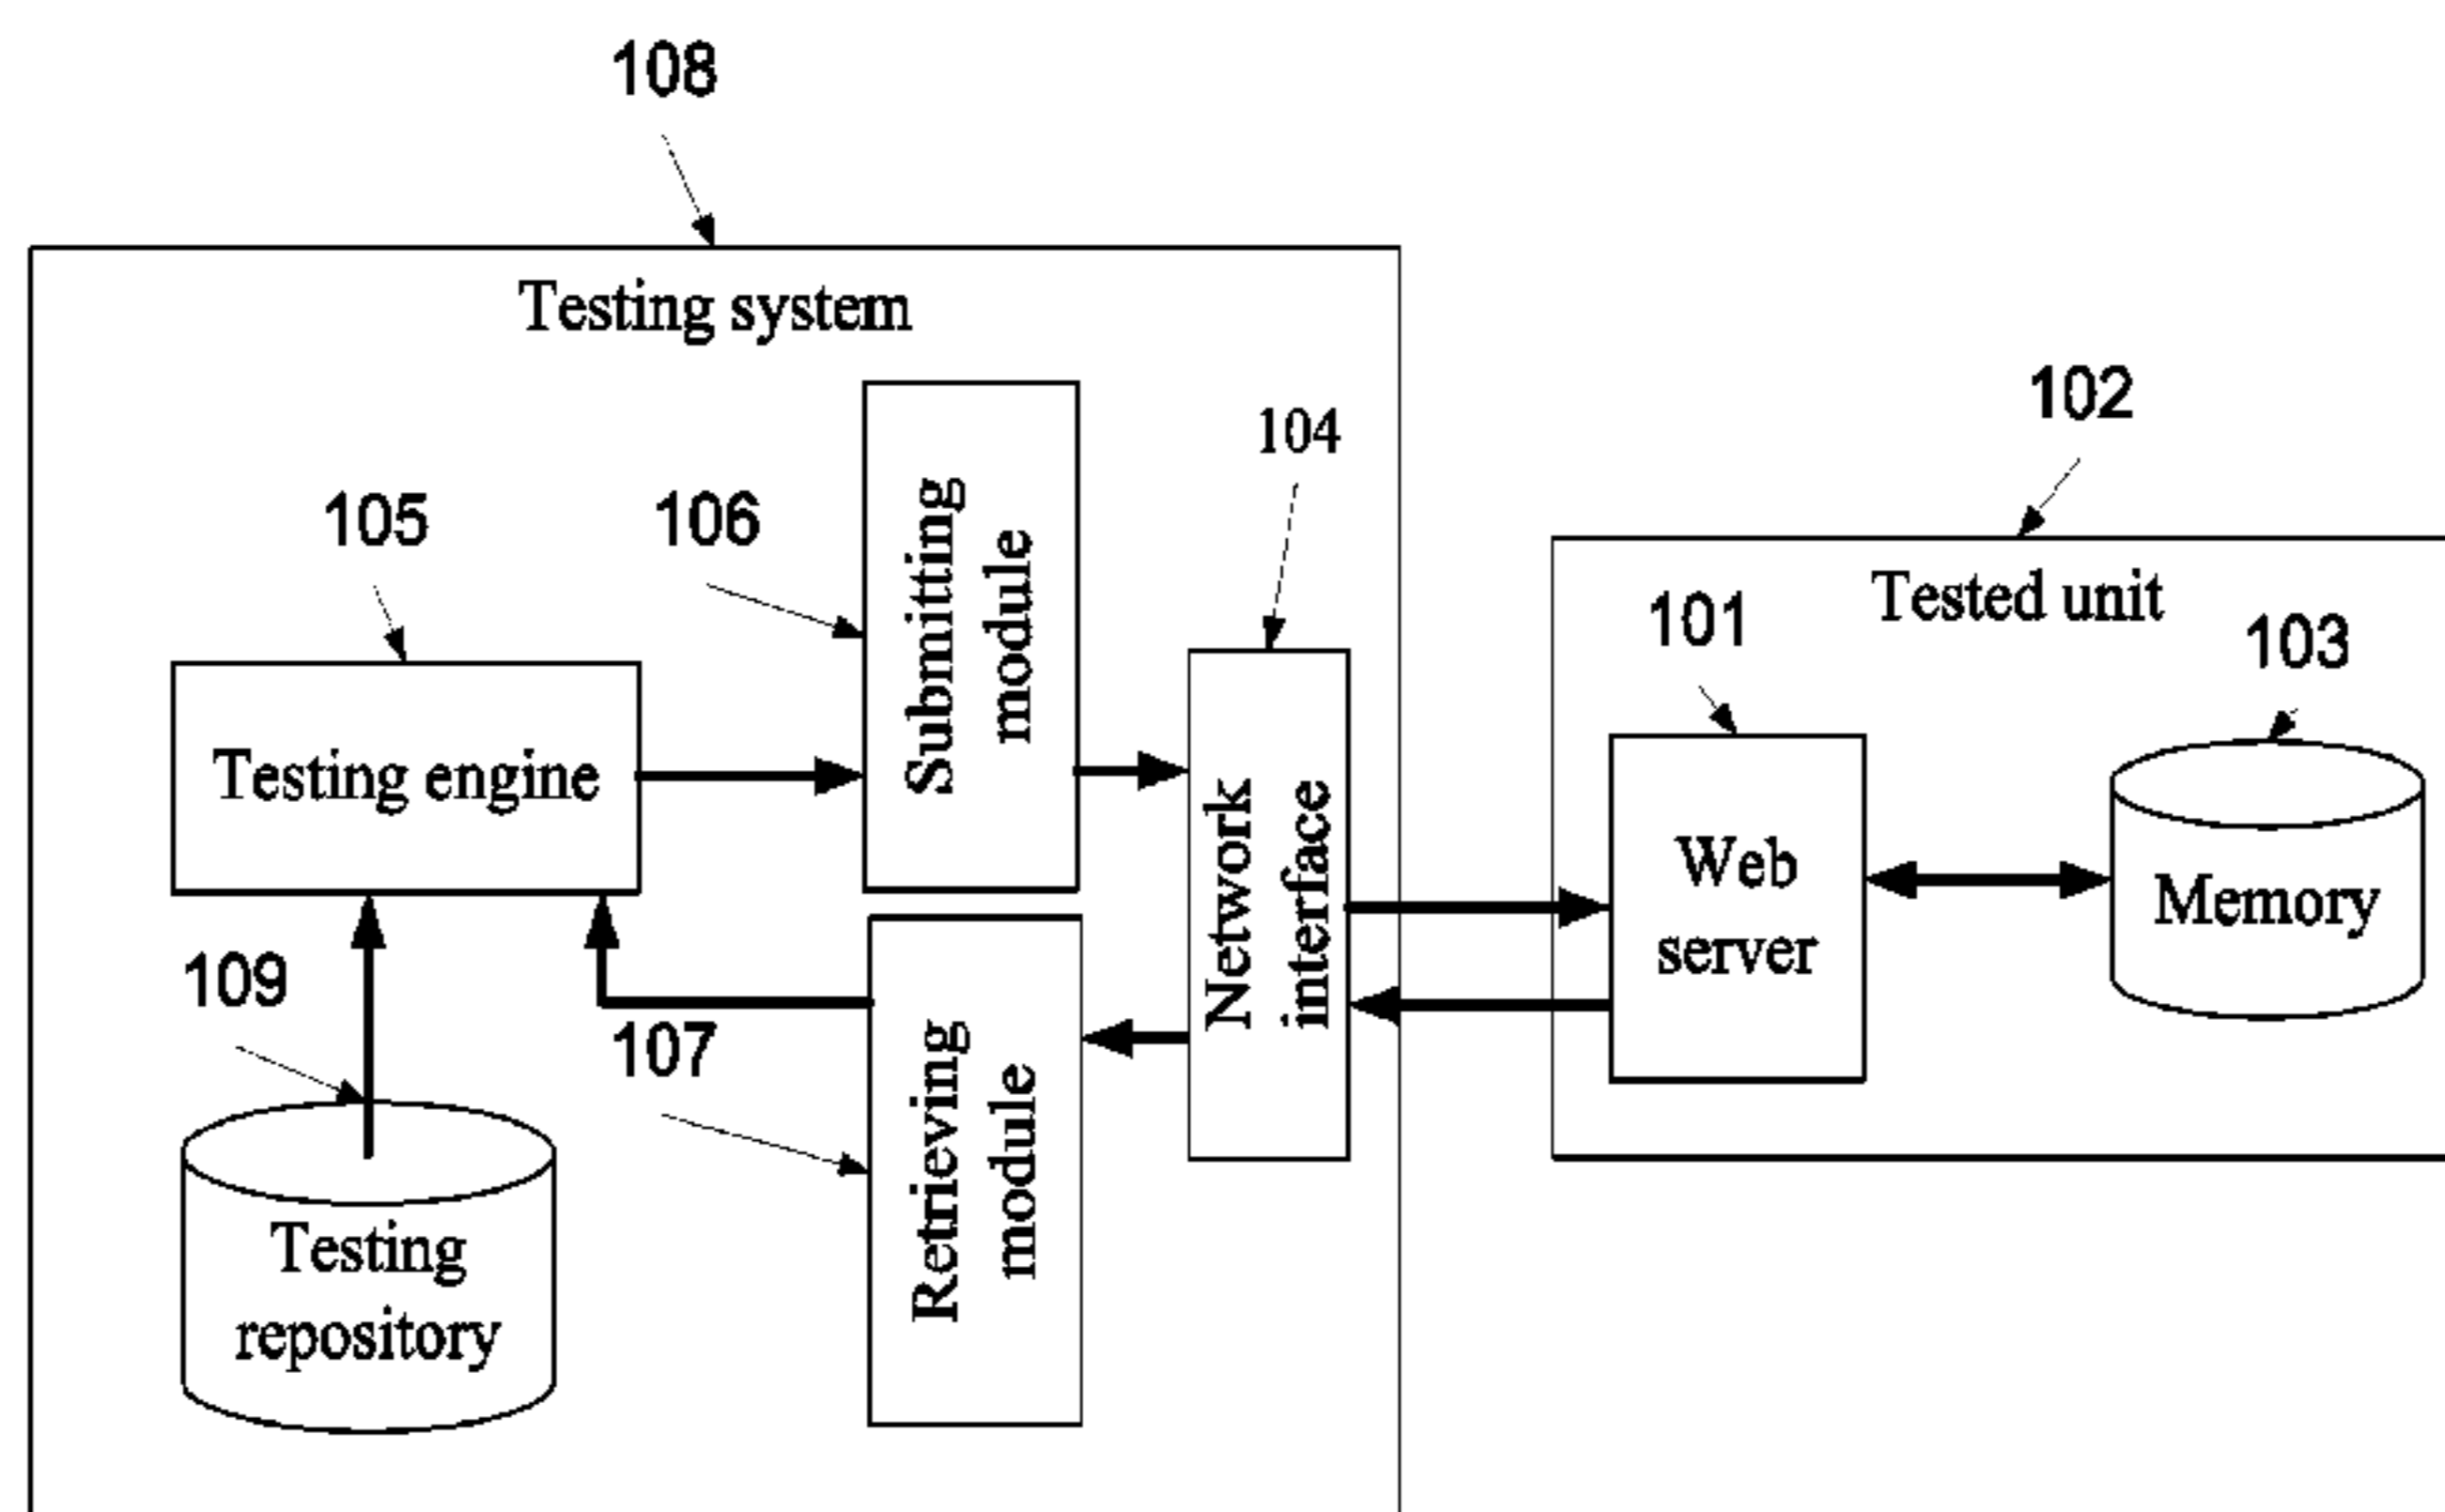 108
Testing system
102
104
105
106
Submitting
module
Tested unit
101
103
Testing engine
Network
interface
Web
server
Memory
109
107
Retrieving
module
Testing
repository